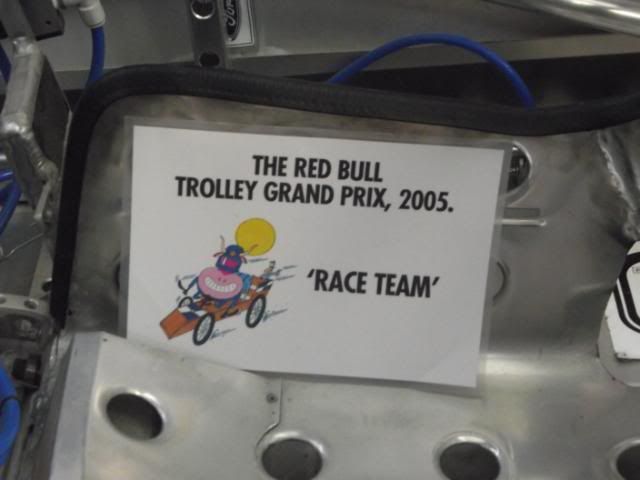 THE RED BULL
TROLLEY GRAND PRIX, 2005.
'RACE TEAM'